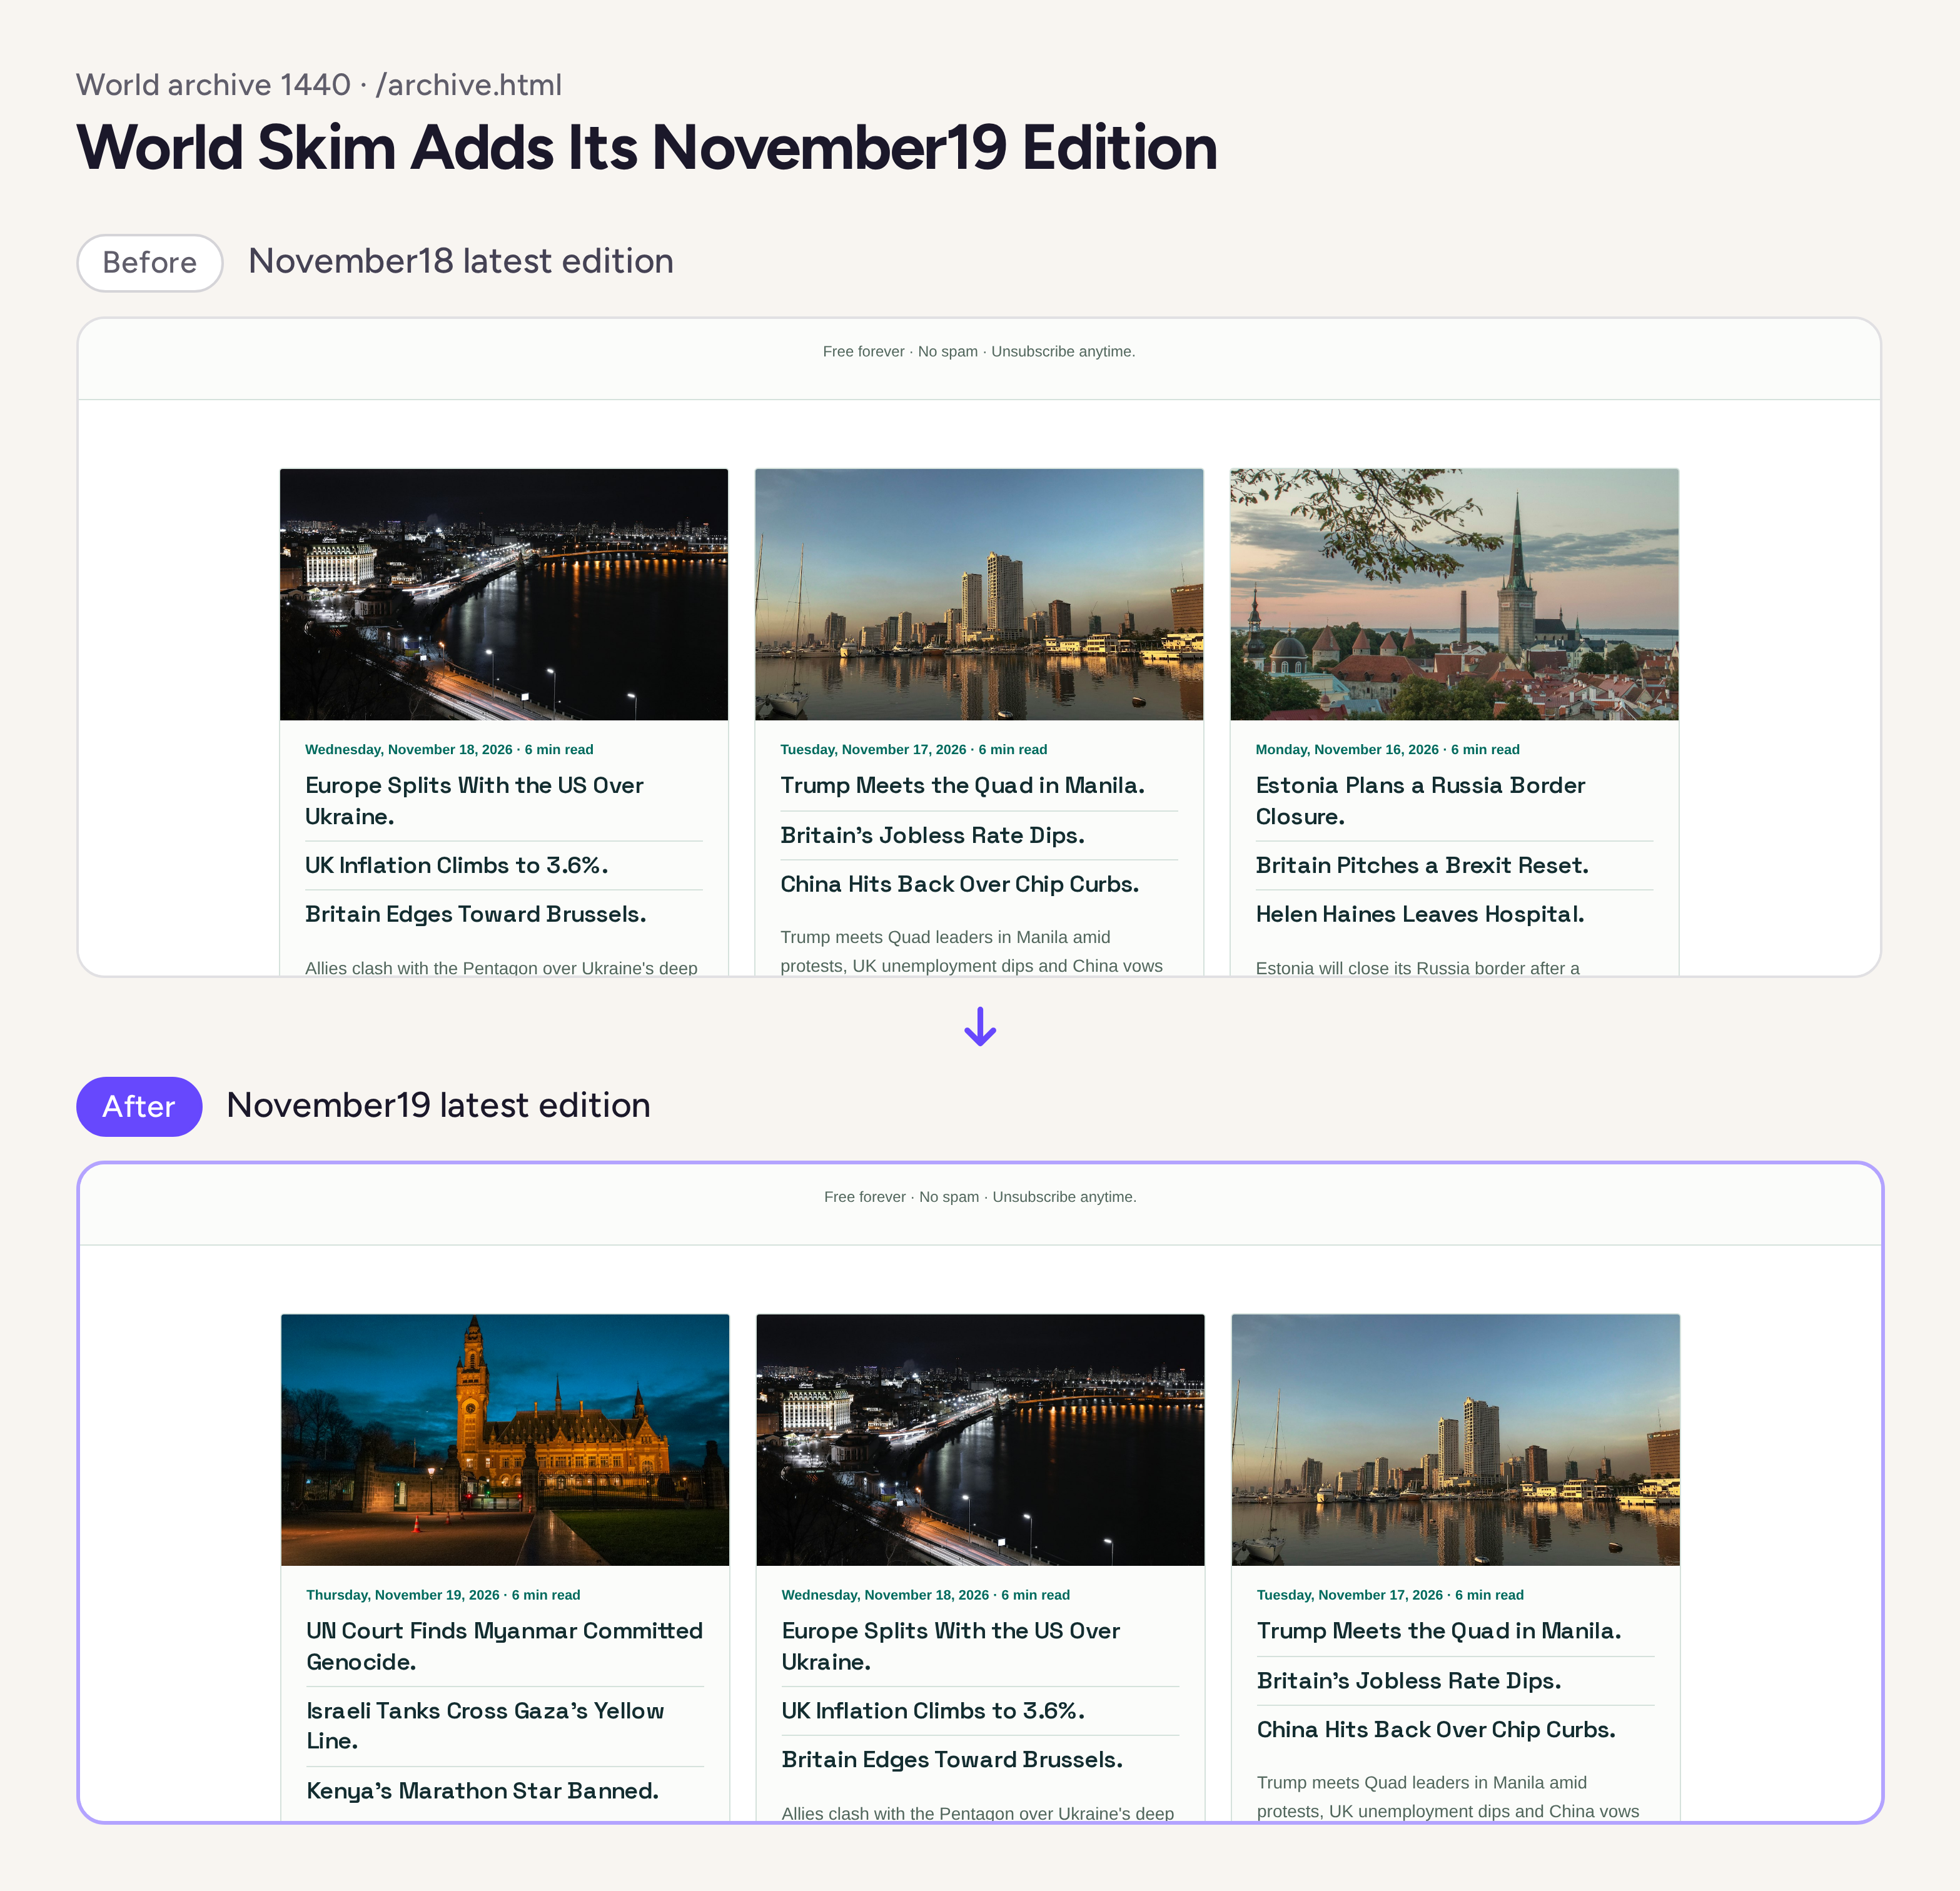 World archive 1440 · /archive.html
World Skim Adds Its November19 Edition
Before
November18 latest edition
Free forever · No spam · Unsubscribe anytime.
Wednesday, November 18, 2026 · 6 min read
Europe Splits With the US Over
Ukraine.
UK Inflation Climbs to 3.6%.
Britain Edges Toward Brussels.
Allies clash with the Pentagon over Ukraine's deep
Tuesday, November 17, 2026 · 6 min read
Trump Meets the Quad in Manila.
Britain’s Jobless Rate Dips.
China Hits Back Over Chip Curbs.
Trump meets Quad leaders in Manila amid
protests, UK unemployment dips and China vows
Monday, November 16, 2026 · 6 min read
Estonia Plans a Russia Border
Closure.
Britain Pitches a Brexit Reset.
Helen Haines Leaves Hospital.
Estonia will close its Russia border after a
After
November19 latest edition
Free forever · No spam · Unsubscribe anytime.
Thursday, November 19, 2026 · 6 min read
UN Court Finds Myanmar Committed
Genocide.
Israeli Tanks Cross Gaza’s Yellow
Line.
Kenya’s Marathon Star Banned.
Wednesday, November 18, 2026 · 6 min read
Europe Splits With the US Over
Ukraine.
UK Inflation Climbs to 3.6%.
Britain Edges Toward Brussels.
Allies clash with the Pentagon over Ukraine's deep
Tuesday, November 17, 2026 · 6 min read
Trump Meets the Quad in Manila.
Britain’s Jobless Rate Dips.
China Hits Back Over Chip Curbs.
Trump meets Quad leaders in Manila amid
protests, UK unemployment dips and China vows